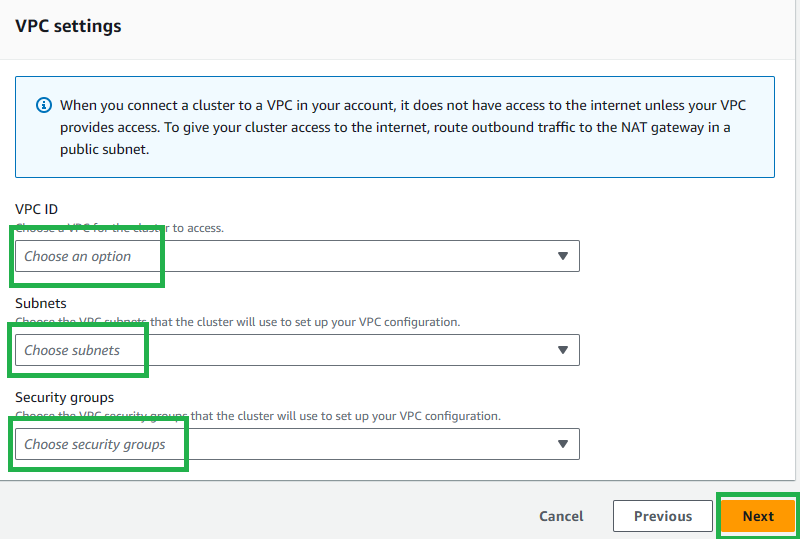 VPC settings
When you connect a cluster to a VPC in your account, it does not have access to the internet unless your VPC
provides access. To give your cluster access to the internet, route outbound traffic to the NAT gateway in a
public subnet.
VPC ID
Choose a VPC for the cluster to access.
Choose an option
Subnets
Choose the VPC subnets that the cluster will use to set up your VPC configuration.
Choose subnets
Security groups
Choose the VPC security groups that the cluster will use to set up your VPC configuration.
Choose security groups
Cancel Previous Next